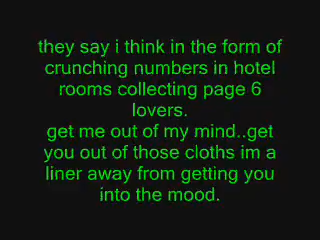 they say i think in the form of
crunching numbers in hotel
rooms collecting page 6
lovers.
get me out of my mind..get
you out of those cloths im a
liner away from getting you
into the mood.